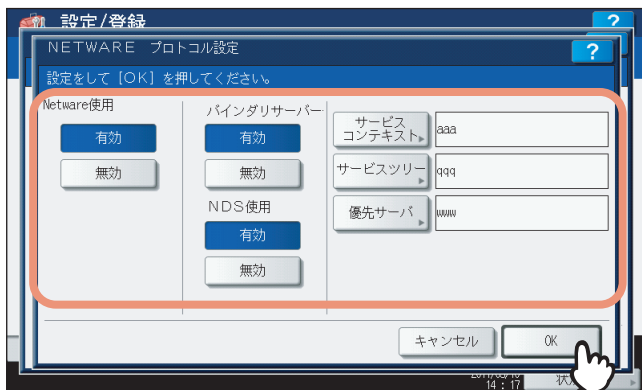 設定/登録
?
NETWARE プロトコル設定
?
設定をして [OK] を押してください。
Netware使用
有効
無効
バインダリサーバー
有効
無効
NDS使用
有効
無効
サービス
コンテキスト
aaa
サービスツリー
qqq
優先サーバ
www
キャンセル
OK
14 : 17